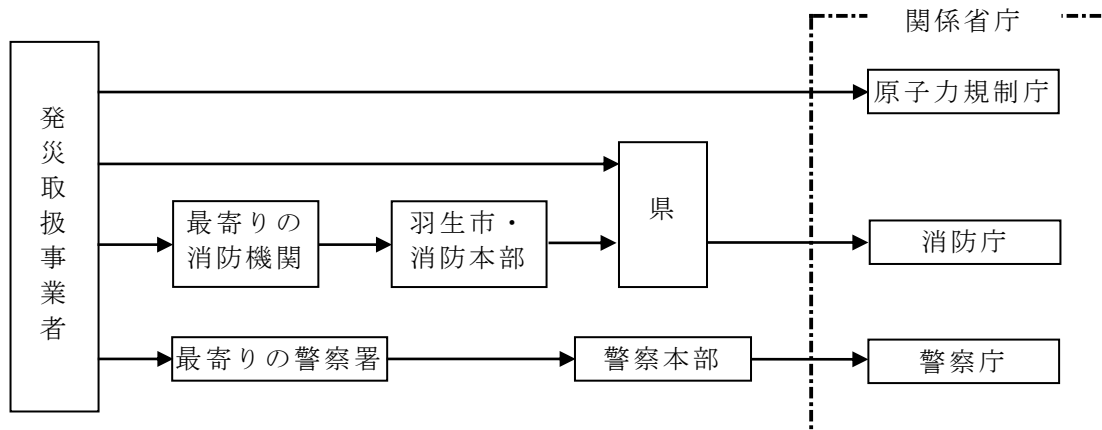 関係省庁
発災取扱事業者
原子力規制庁
県
最寄りの
消防機関
羽生市・
消防本部
消防庁
最寄りの警察署
警察本部
警察庁